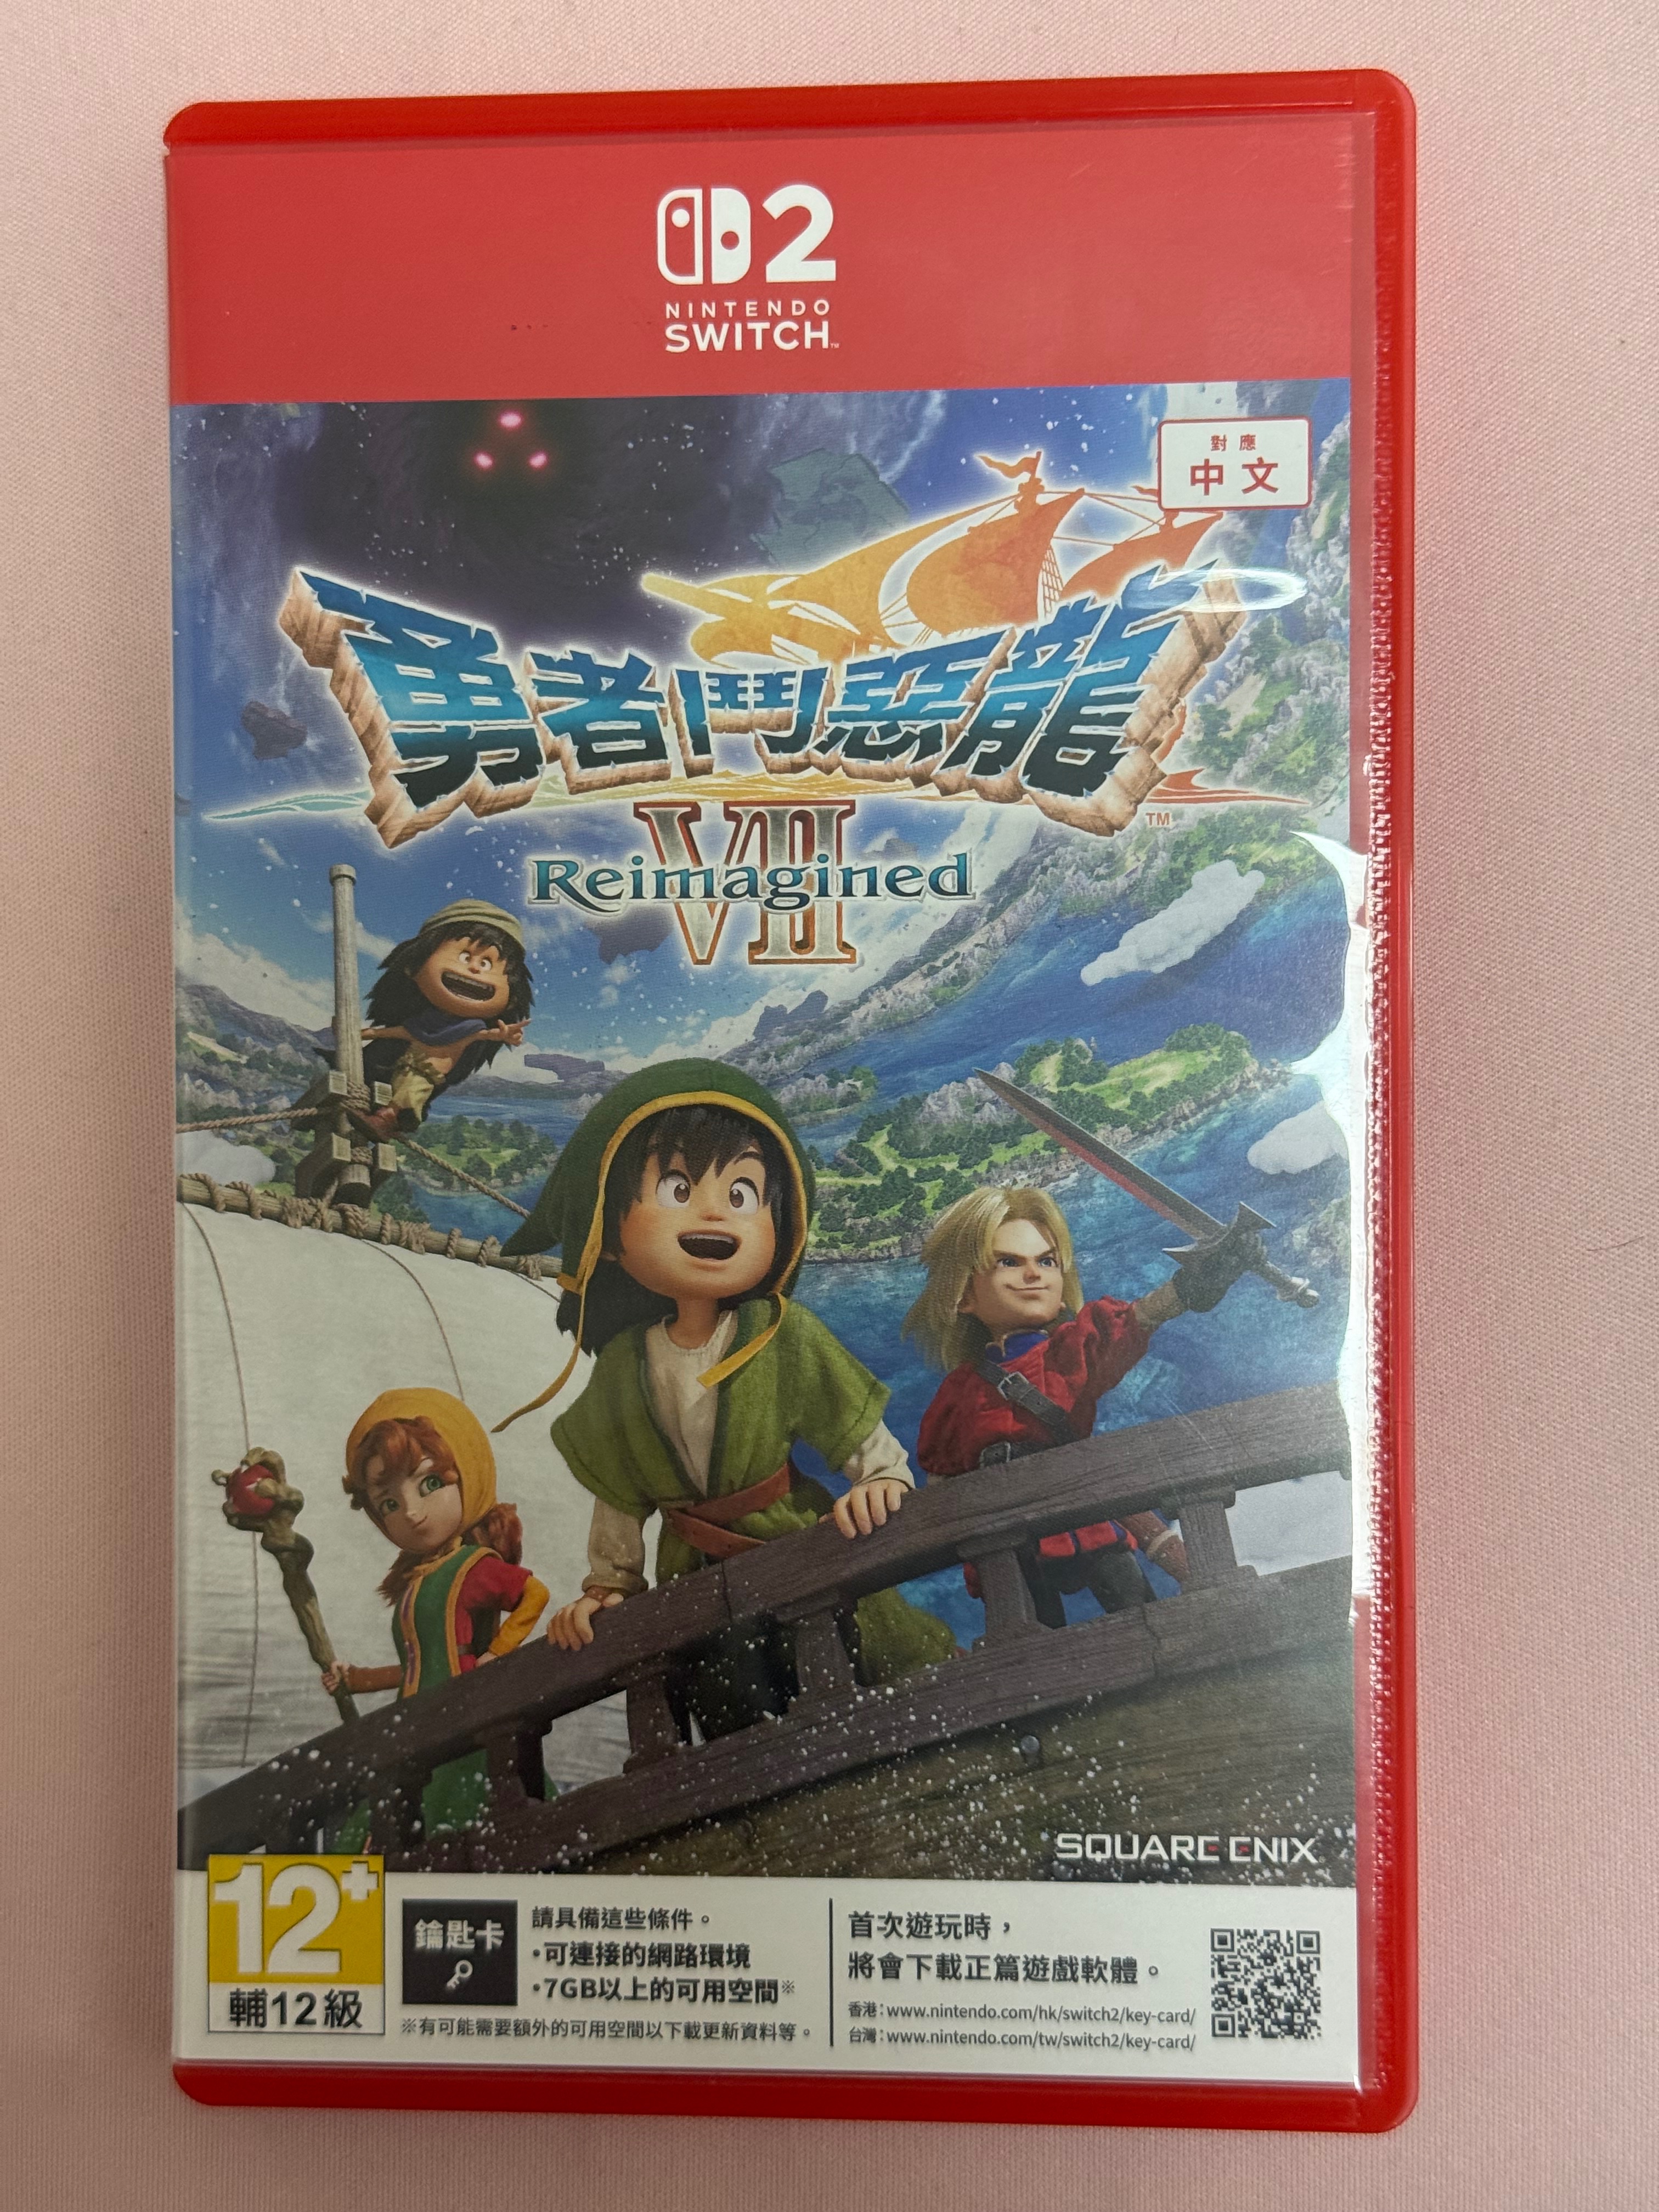 2
NINTENDO
SWITCH™
對應
中文
勇者鬥惡龍™
VII
Reimagined
SQUARE ENIX
12+
輔12級
鑰匙卡
請具備這些條件。
•可連接的網路環境
•7GB以上的可用空間※
※有可能需要額外的可用空間以下載更新資料等。
首次遊玩時，
將會下載正篇遊戲軟體。
香港：www.nintendo.com/hk/switch2/key-card/
台灣：www.nintendo.com/tw/switch2/key-card/